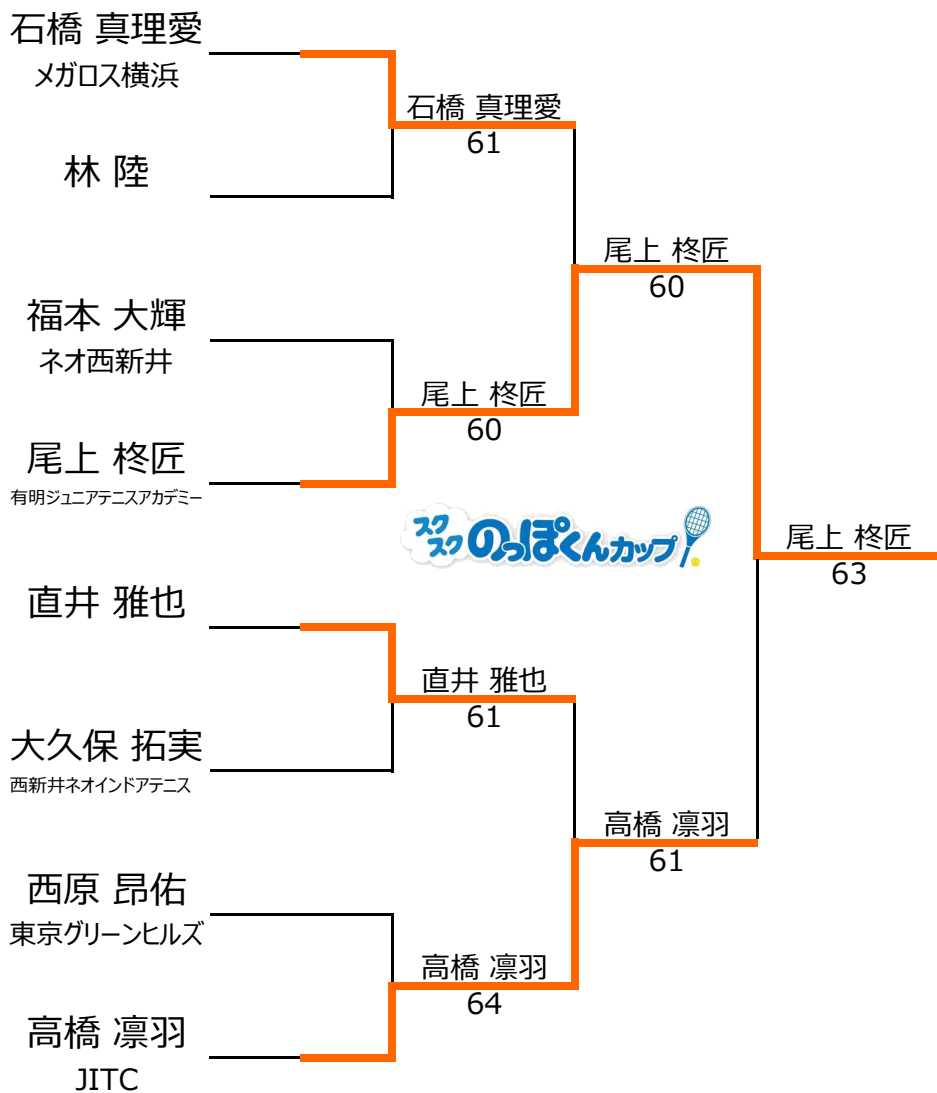 石橋 真理愛
メガロス横浜
石橋 真理愛
61
林 陸
尾上 柊匠
60
福本 大輝
ネオ西新井
尾上 柊匠
60
尾上 柊匠
有明ジュニアテニスアカデミー
スク
スク のっぽくんカップ
尾上 柊匠
63
直井 雅也
直井 雅也
61
大久保 拓実
西新井ネオインドアテニス
高橋 凛羽
61
西原 昂佑
東京グリーンヒルズ
高橋 凛羽
64
高橋 凛羽
JITC